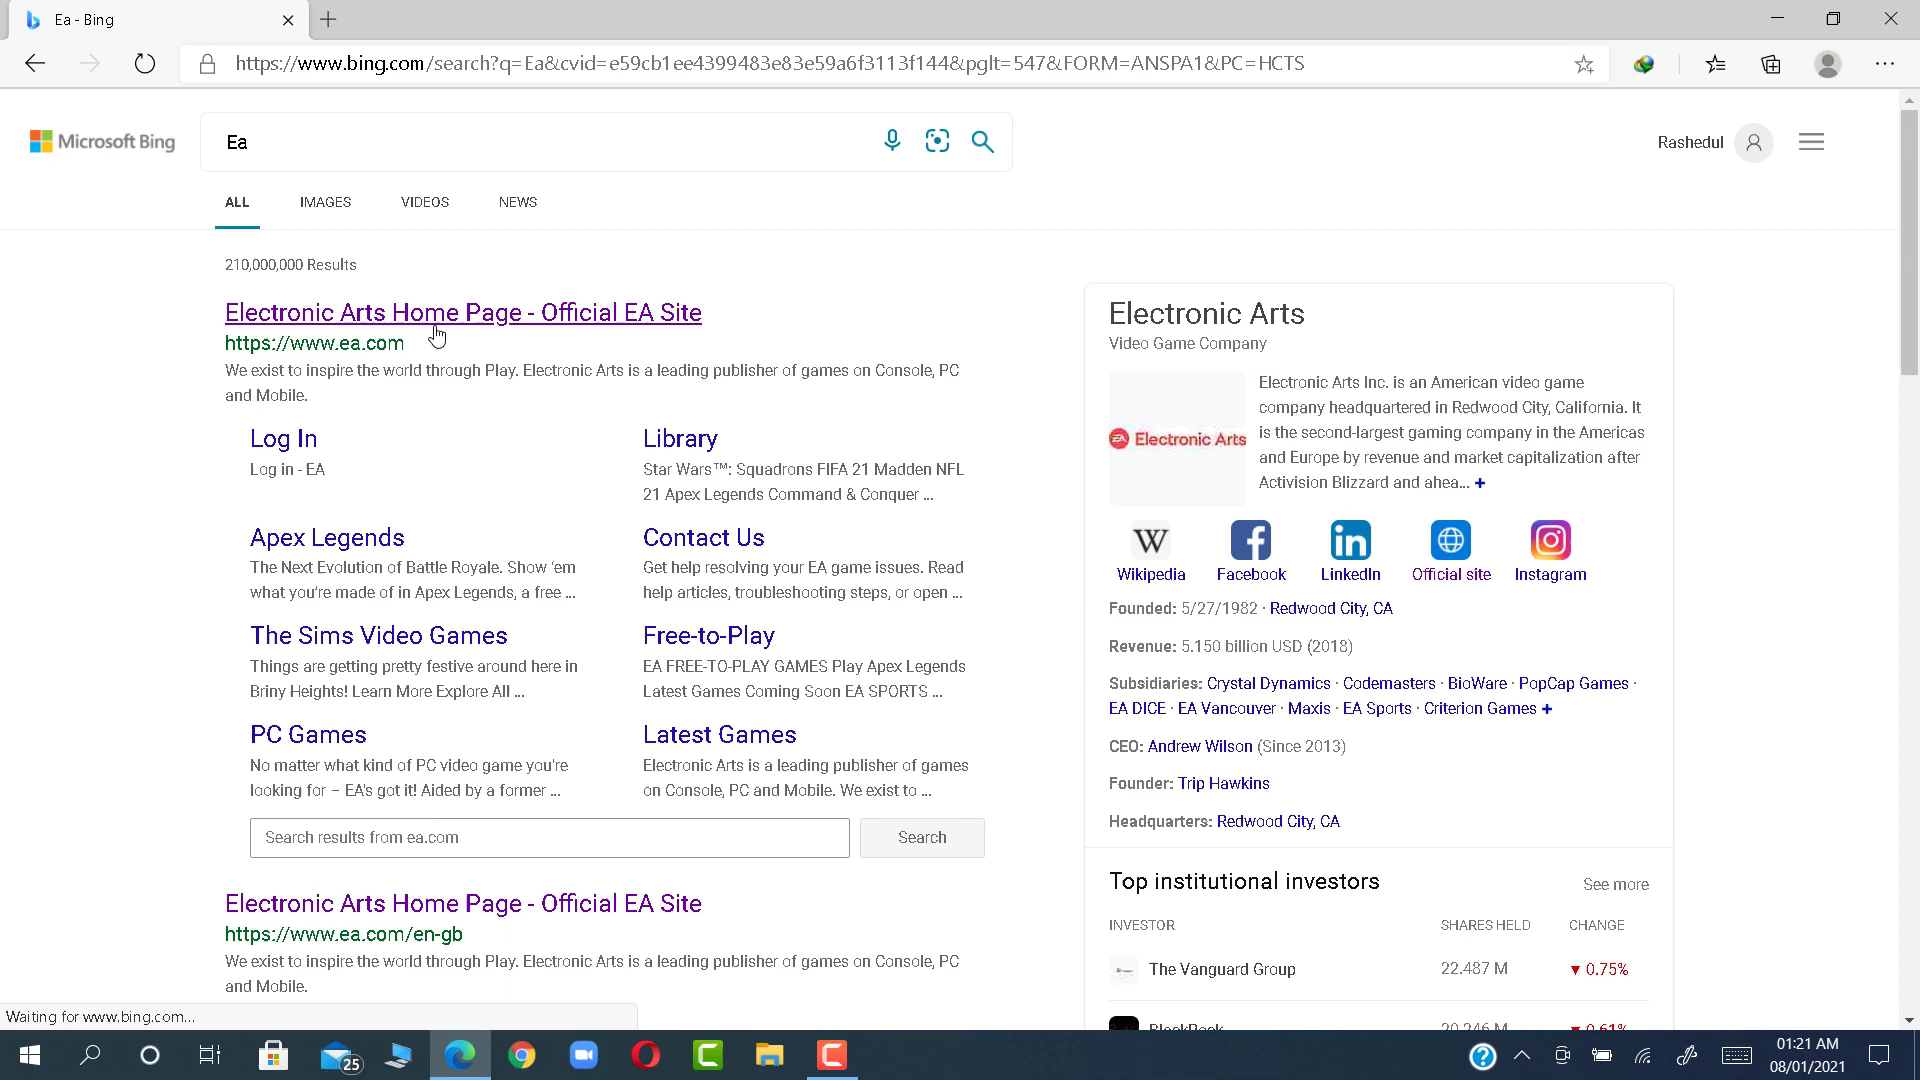 Ea - Bing
https://www.bing.com/search?q=Ea&cvid=e59cb1ee4399483e83e59a6f3113f144&pglt=547&FORM=ANSPA1&PC=HCTS
Microsoft Bing
Ea
Rashedul
ALL IMAGES VIDEOS NEWS
210,000,000 Results
Electronic Arts Home Page - Official EA Site
https://www.ea.com
We exist to inspire the world through Play. Electronic Arts is a leading publisher of games on Console, PC
and Mobile.
Log In
Log in - EA
Library
Star Wars™: Squadrons FIFA 21 Madden NFL
21 Apex Legends Command & Conquer ...
Apex Legends
The Next Evolution of Battle Royale. Show ‘em
what you're made of in Apex Legends, a free ...
Contact Us
Get help resolving your EA game issues. Read
help articles, troubleshooting steps, or open ...
The Sims Video Games
Things are getting pretty festive around here in
Briny Heights! Learn More Explore All ...
Free-to-Play
EA FREE-TO-PLAY GAMES Play Apex Legends
Latest Games Coming Soon EA SPORTS ...
PC Games
No matter what kind of PC video game you're
looking for – EA's got it! Aided by a former ...
Latest Games
Electronic Arts is a leading publisher of games
on Console, PC and Mobile. We exist to ...
Search results from ea.com
Search
Electronic Arts Home Page - Official EA Site
https://www.ea.com/en-gb
We exist to inspire the world through Play. Electronic Arts is a leading publisher of games on Console, PC
and Mobile.
Electronic Arts
Video Game Company
EA Electronic Arts
Electronic Arts Inc. is an American video game
company headquartered in Redwood City, California. It
is the second-largest gaming company in the Americas
and Europe by revenue and market capitalization after
Activision Blizzard and ahea... +
W
Wikipedia Facebook LinkedIn Official site Instagram
Founded: 5/27/1982 · Redwood City, CA
Revenue: 5.150 billion USD (2018)
Subsidiaries: Crystal Dynamics · Codemasters · BioWare · PopCap Games ·
EA DICE · EA Vancouver · Maxis · EA Sports · Criterion Games +
CEO: Andrew Wilson (Since 2013)
Founder: Trip Hawkins
Headquarters: Redwood City, CA
Top institutional investors
See more
INVESTOR SHARES HELD CHANGE
The Vanguard Group 22.487 M ▼ 0.75%
BlackRock 20.246 M ▼ 0.61%
Waiting for www.bing.com...
25
01:21 AM
08/01/2021